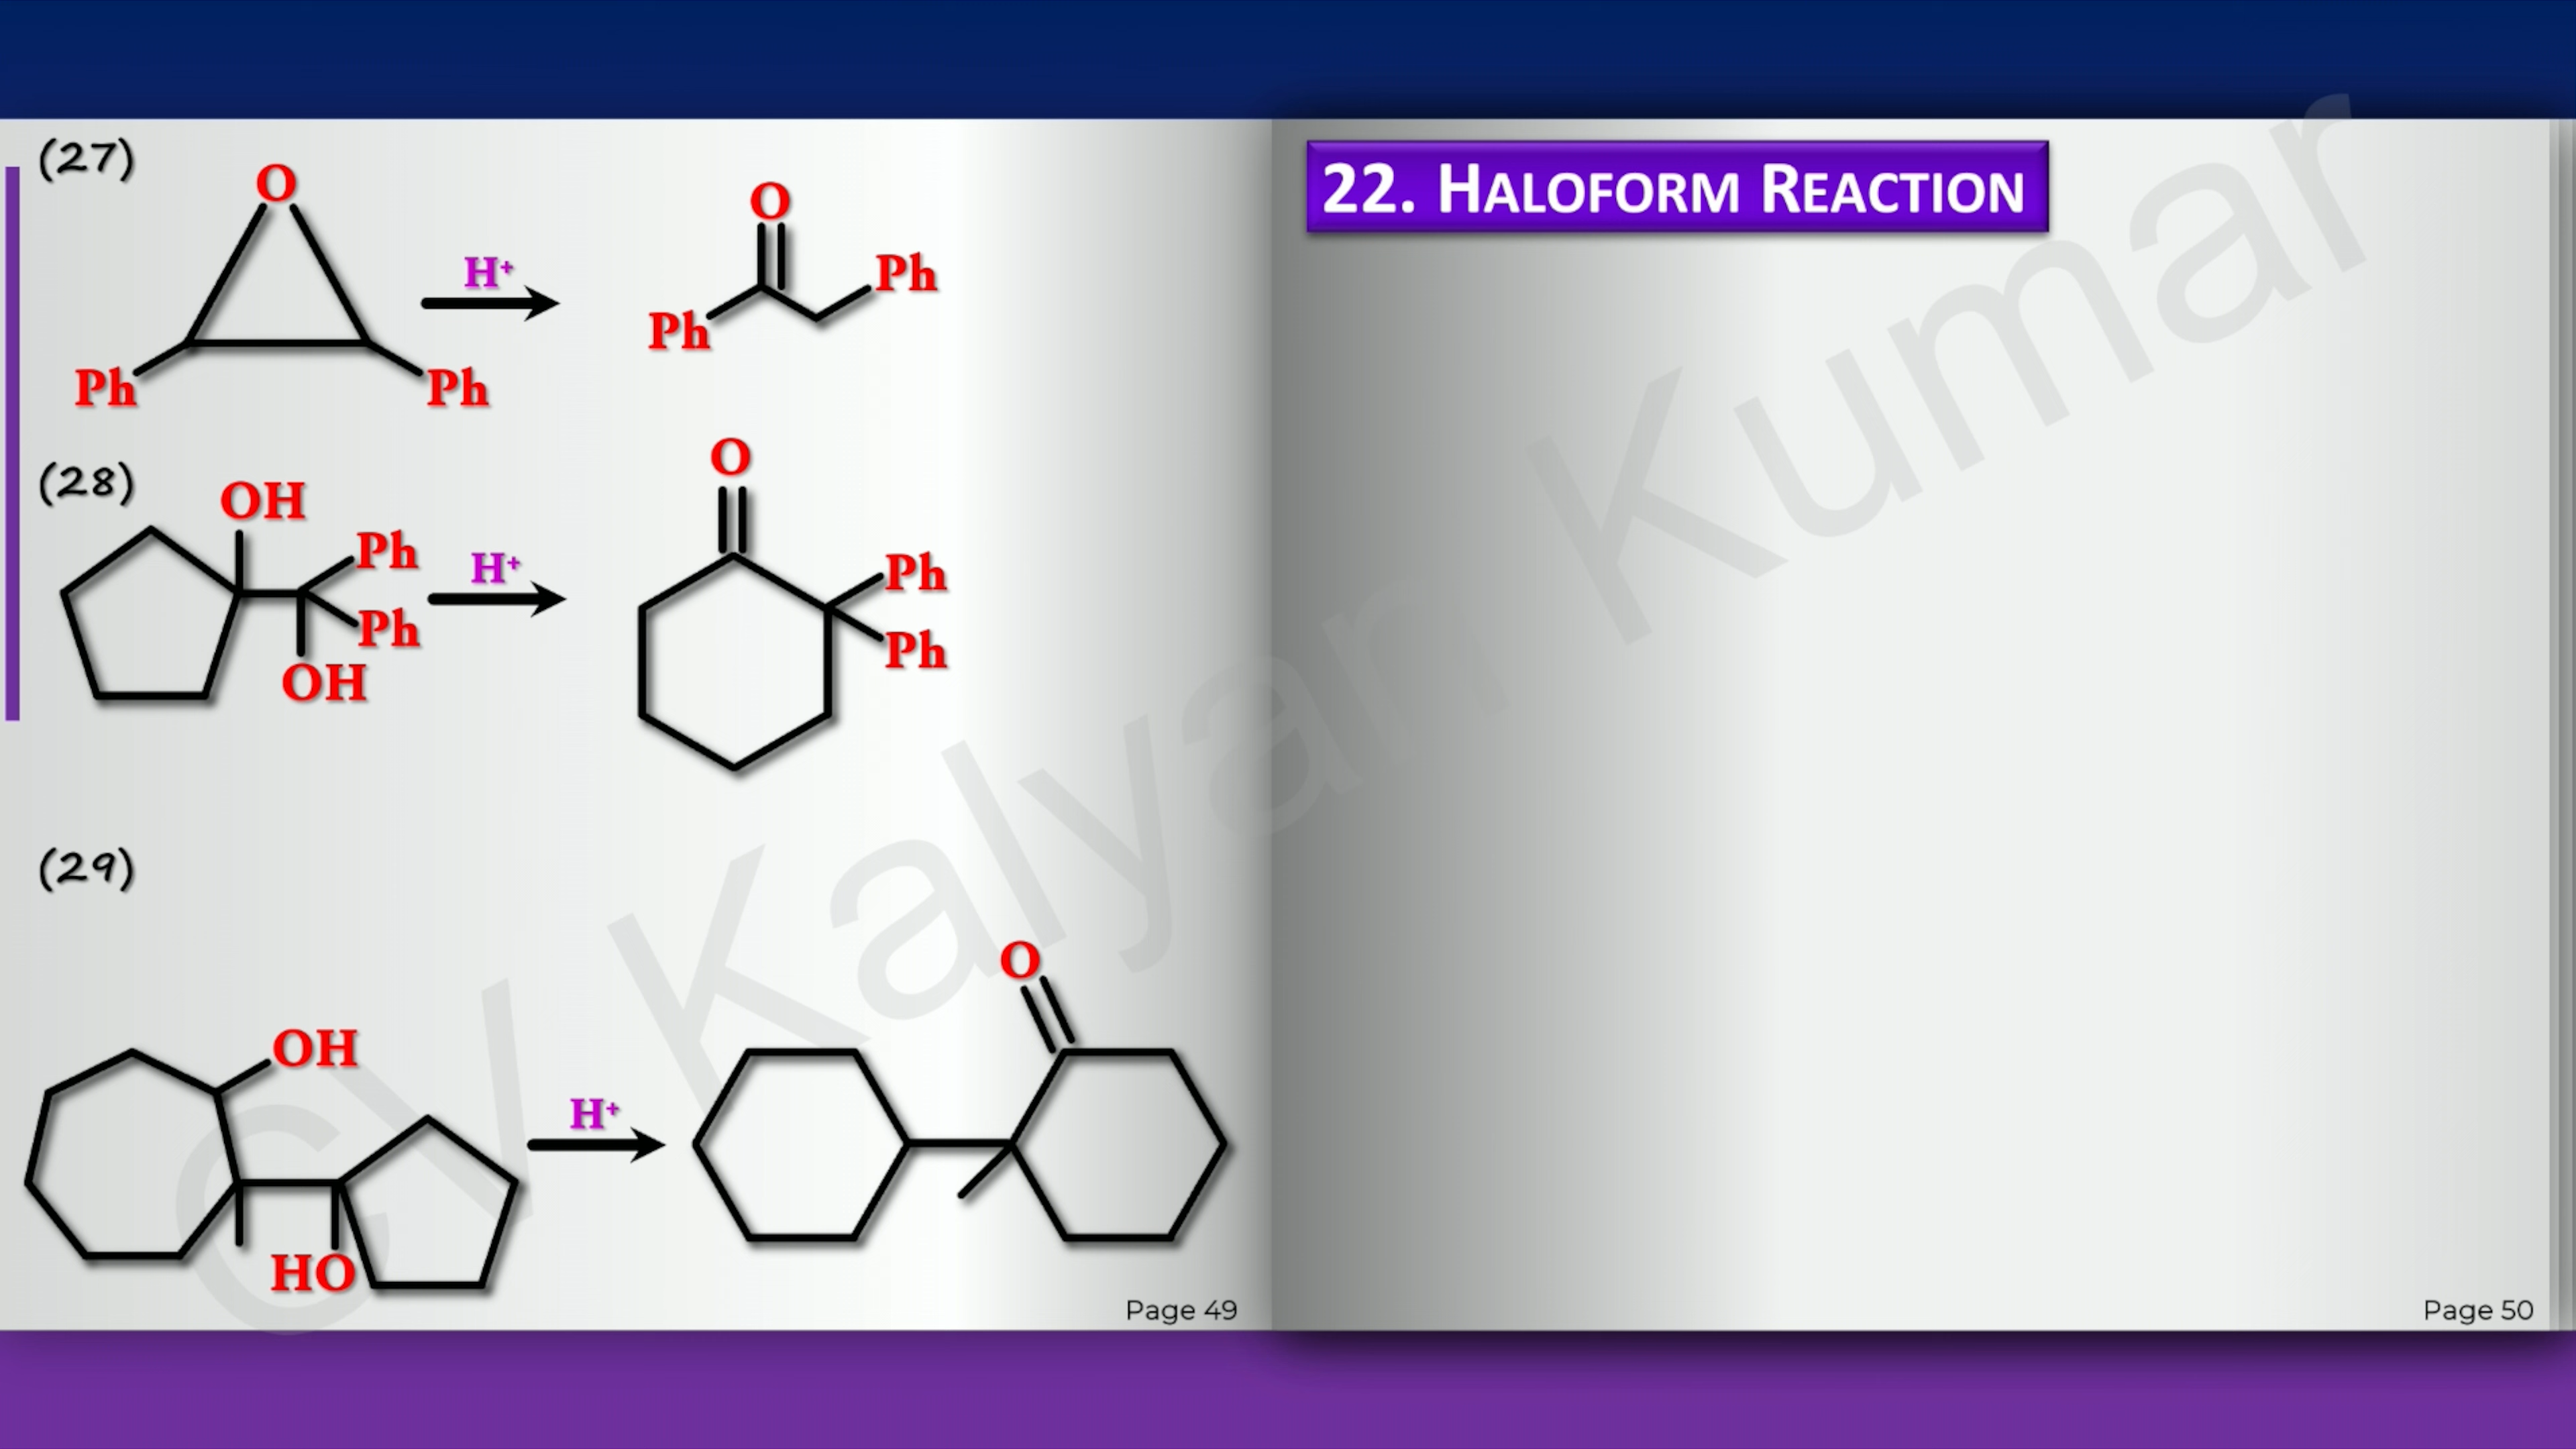 (27)
O
H⁺
O
Ph
Ph
Ph
Ph
(28)
OH
Ph
Ph
OH
H⁺
O
Ph
Ph
(29)
OH
HO
H⁺
O
Page 49
22. HALOFORM REACTION
Page 50
CV Kalyan Kumar